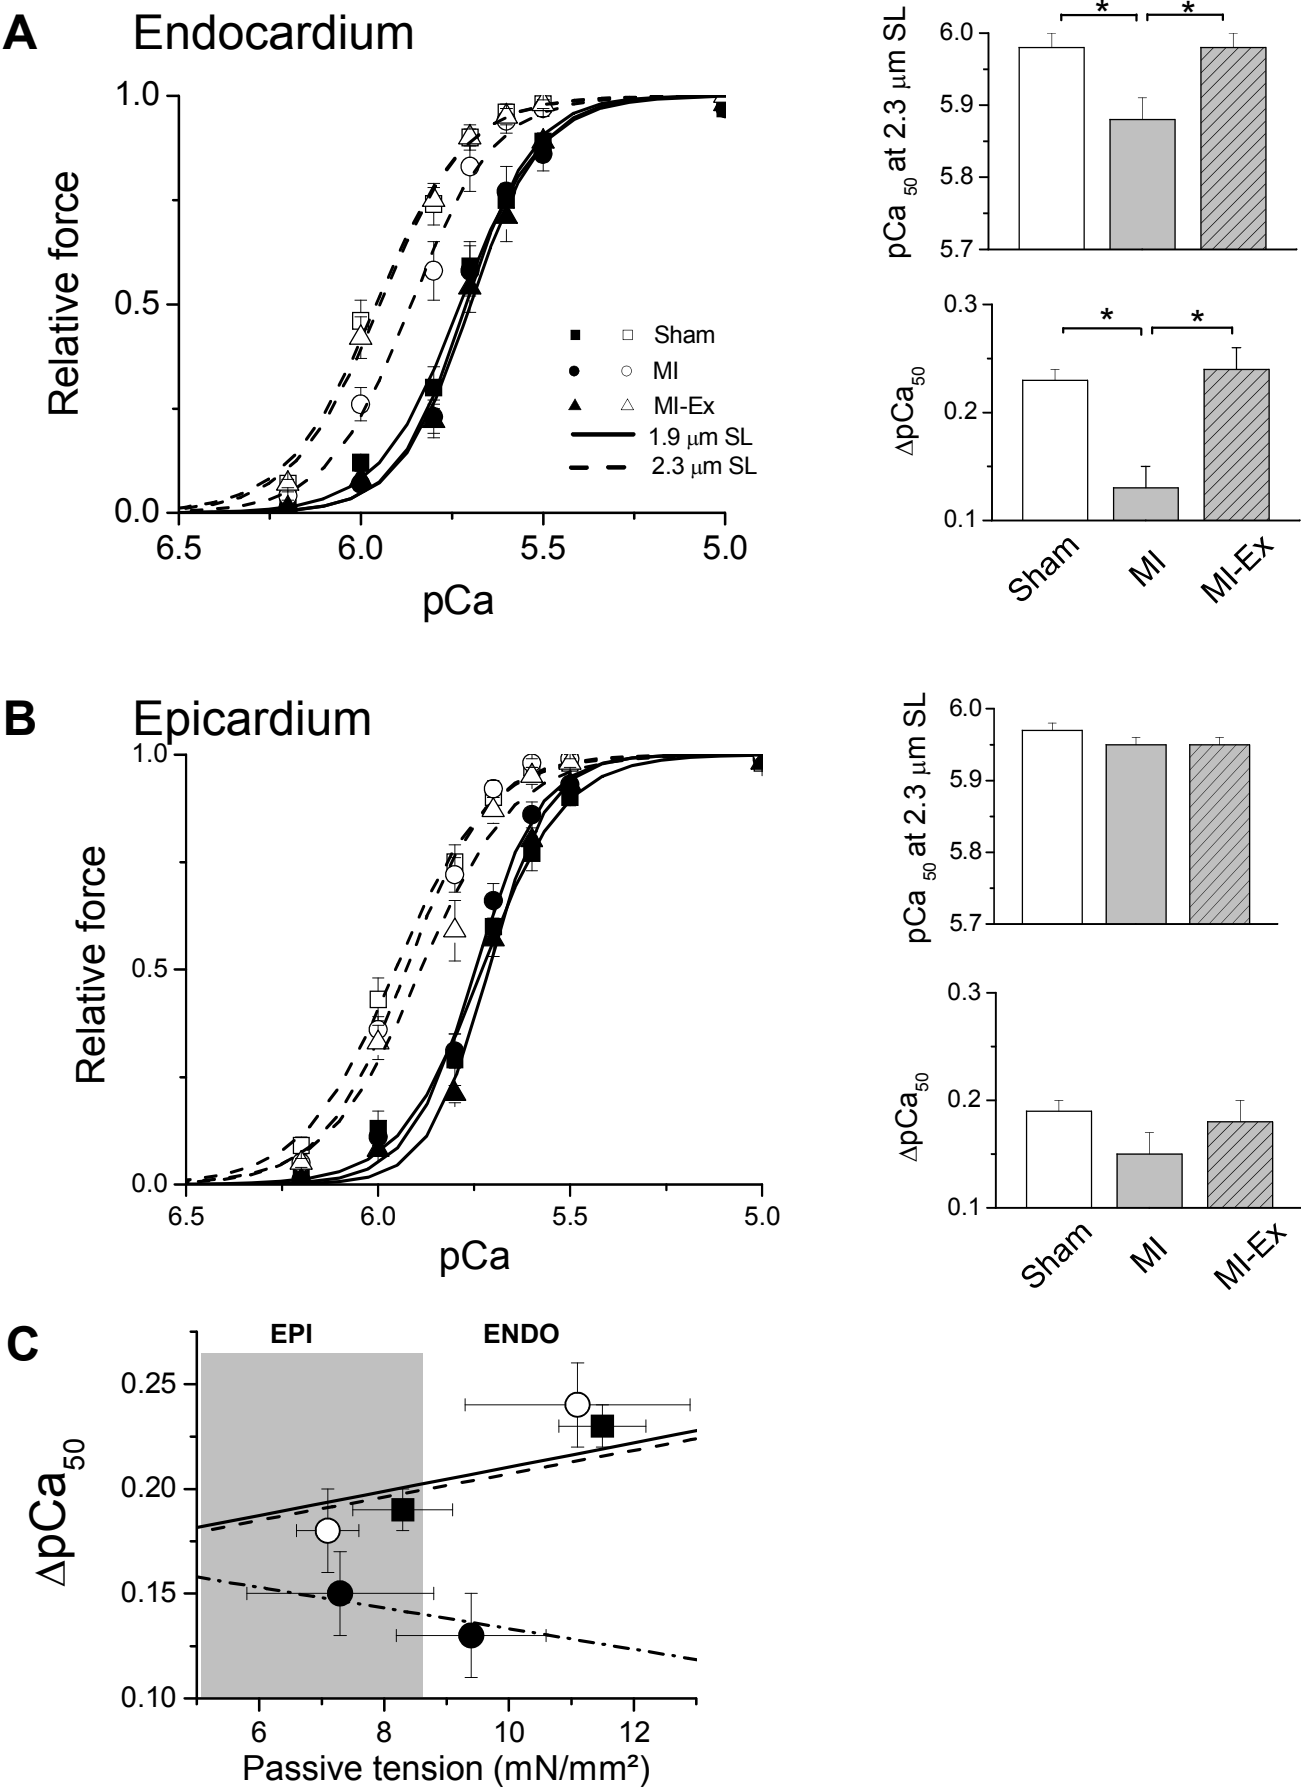 A Endocardium
1.0
0.5
0.0
6.5 6.0 5.5 5.0
pCa
Relative force
Sham
MI
MI-Ex
1.9 μm SL
2.3 μm SL
* *
6.0
5.9
5.8
5.7
pCa 50 at 2.3 μm SL
* *
0.3
0.2
0.1
ΔpCa50
Sham MI MI-Ex
B Epicardium
1.0
0.5
0.0
6.5 6.0 5.5 5.0
pCa
Relative force
6.0
5.9
5.8
5.7
pCa 50 at 2.3 μm SL
0.3
0.2
0.1
ΔpCa50
Sham MI MI-Ex
C
EPI ENDO
0.25
0.20
0.15
0.10
ΔpCa50
6 8 10 12
Passive tension (mN/mm²)